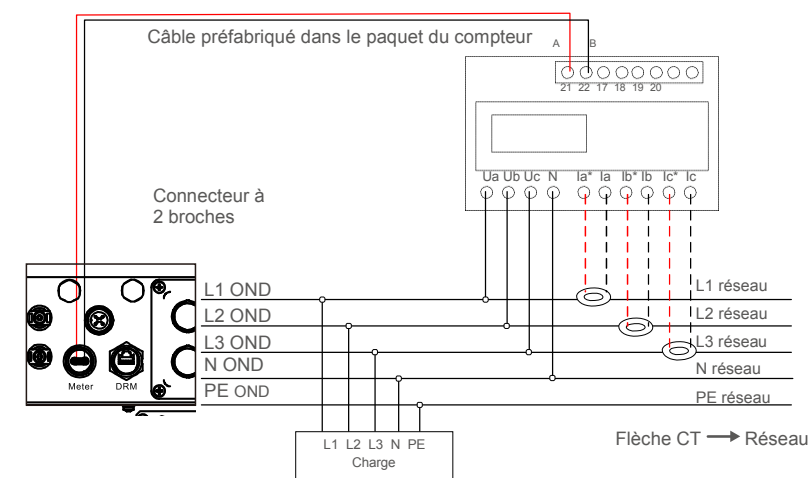 Câble préfabriqué dans le paquet du compteur
A B
21 22 17 18 19 20
Ua Ub Uc N Ia* Ia Ib* Ib Ic* Ic
Connecteur à
2 broches
L1 OND
L1 réseau
L2 OND
L2 réseau
L3 OND
L3 réseau
N OND
N réseau
PE OND
PE réseau
Meter DRM
L1 L2 L3 N PE
Charge
Flèche CT → Réseau